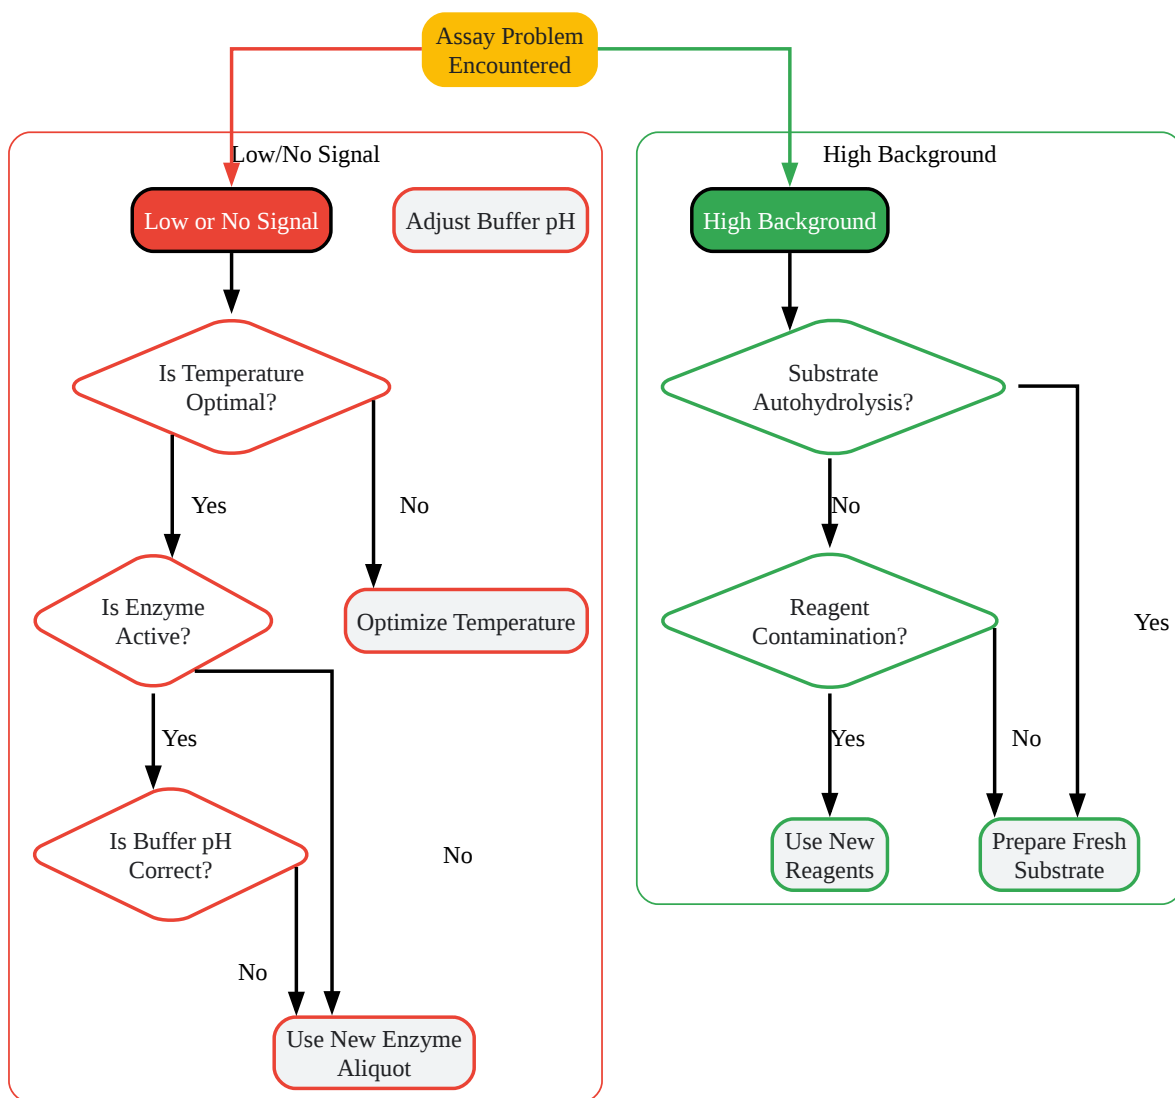 Assay Problem
Encountered
Low/No Signal
Low or No Signal
Adjust Buffer pH
Is Temperature
Optimal?
Yes
No
Is Enzyme
Active?
Optimize Temperature
Yes
Is Buffer pH
Correct?
No
No
Use New Enzyme
Aliquot
High Background
High Background
Substrate
Autohydrolysis?
No
Reagent
Contamination?
Yes
Yes
No
Use New
Reagents
Prepare Fresh
Substrate